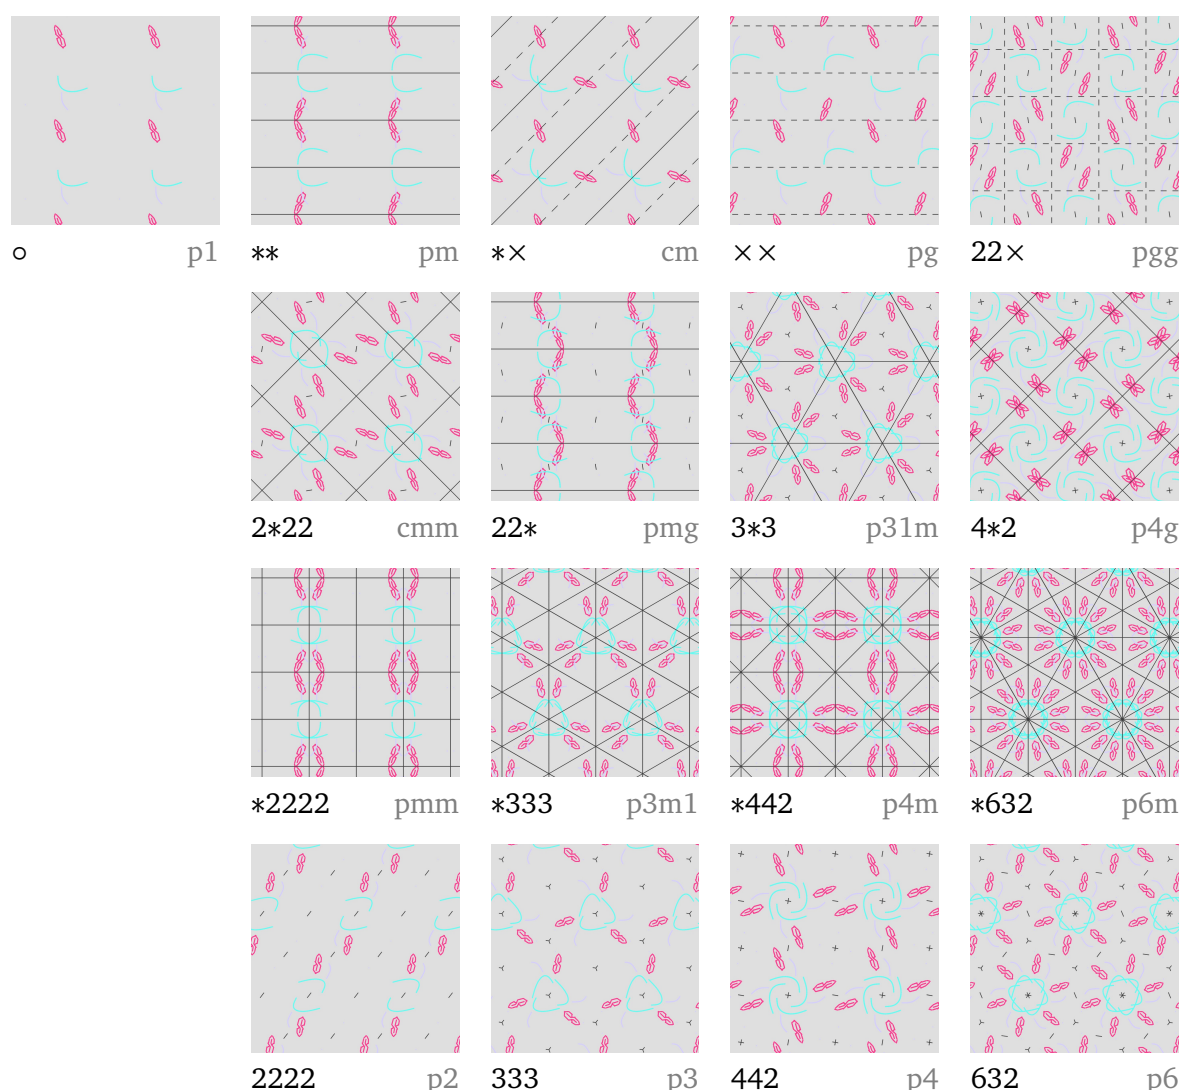 ○ p1 ** pm *× cm ×× pg 22× pgg
2*22 cmm 22* pmg 3*3 p31m 4*2 p4g
*2222 pmm *333 p3m1 *442 p4m *632 p6m
2222 p2 333 p3 442 p4 632 p6